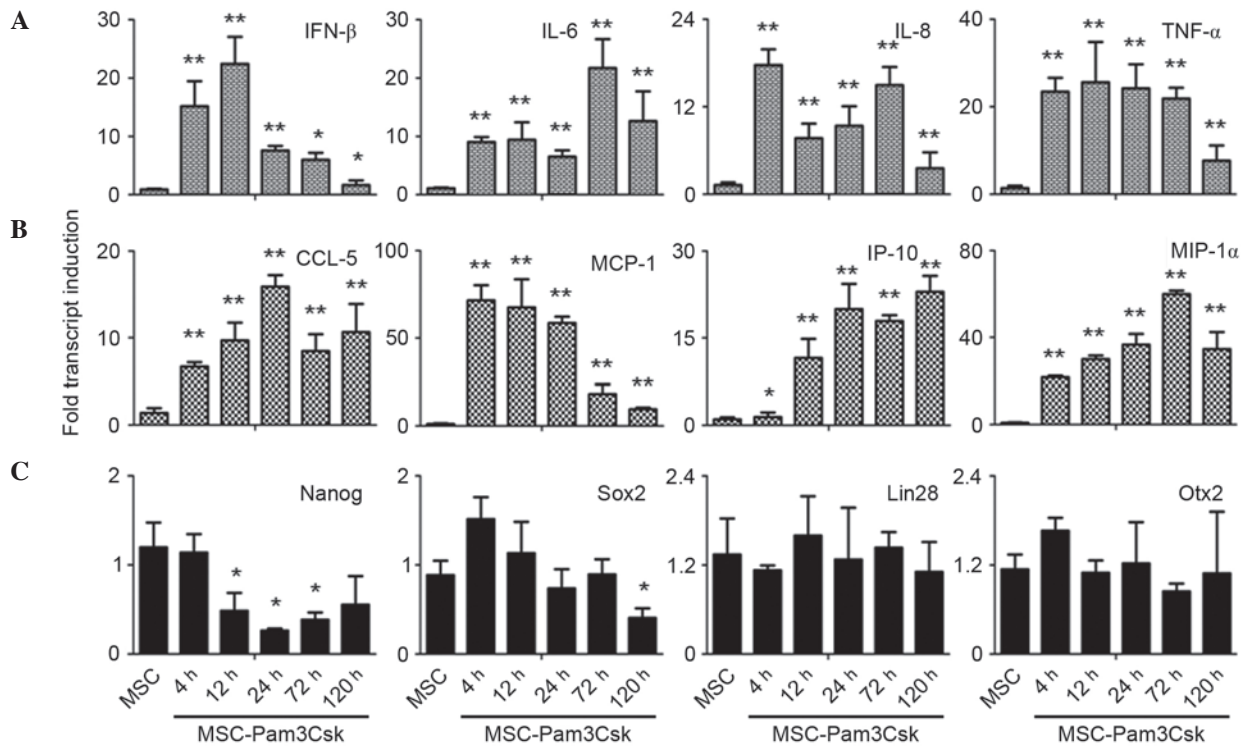 A
IFN-β
IL-6
IL-8
TNF-α
30
20
10
0
30
20
10
0
24
12
0
40
20
0
** ** ** * *
** ** ** ** **
** ** ** ** **
** ** ** ** **
B
CCL-5
MCP-1
IP-10
MIP-1α
20
10
0
100
50
0
30
15
0
80
40
0
** ** ** ** **
** ** ** ** **
* ** ** ** **
** ** ** ** **
Fold transcript induction
C
Nanog
Sox2
Lin28
Otx2
2
1
0
2
1
0
2.4
1.2
0
2.4
1.2
0
* * *
*
MSC 4 h 12 h 24 h 72 h 120 h
MSC 4 h 12 h 24 h 72 h 120 h
MSC 4 h 12 h 24 h 72 h 120 h
MSC 4 h 12 h 24 h 72 h 120 h
MSC-Pam3Csk
MSC-Pam3Csk
MSC-Pam3Csk
MSC-Pam3Csk